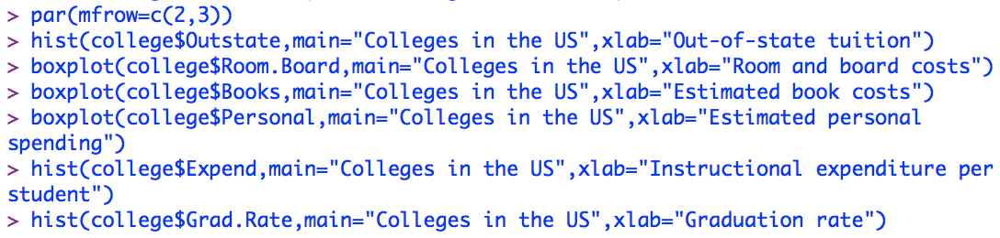 > par(mfrow=c(2,3))
> hist(college$Outstate,main="Colleges in the US",xlab="Out-of-state tuition")
> boxplot(college$Room.Board,main="Colleges in the US",xlab="Room and board costs")
> boxplot(college$Books,main="Colleges in the US",xlab="Estimated book costs")
> boxplot(college$Personal,main="Colleges in the US",xlab="Estimated personal
spending")
> hist(college$Expend,main="Colleges in the US",xlab="Instructional expenditure per
student")
> hist(college$Grad.Rate,main="Colleges in the US",xlab="Graduation rate")